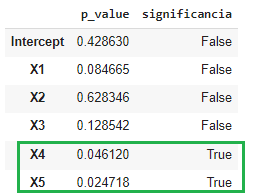 p_value significancia
Intercept 0.428630 False
X1 0.084665 False
X2 0.628346 False
X3 0.128542 False
X4 0.046120 True
X5 0.024718 True